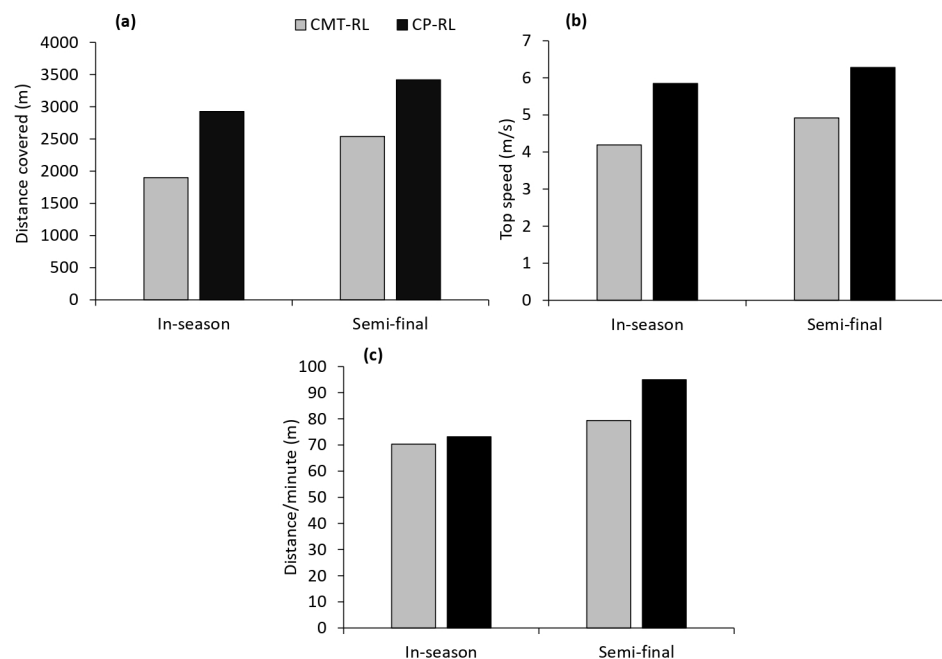 (a)
CMT-RL CP-RL
Distance covered (m)
4000
3500
3000
2500
2000
1500
1000
500
0
In-season Semi-final
(b)
Top speed (m/s)
7
6
5
4
3
2
1
0
In-season Semi-final
(c)
Distance/minute (m)
100
90
80
70
60
50
40
30
20
10
0
In-season Semi-final